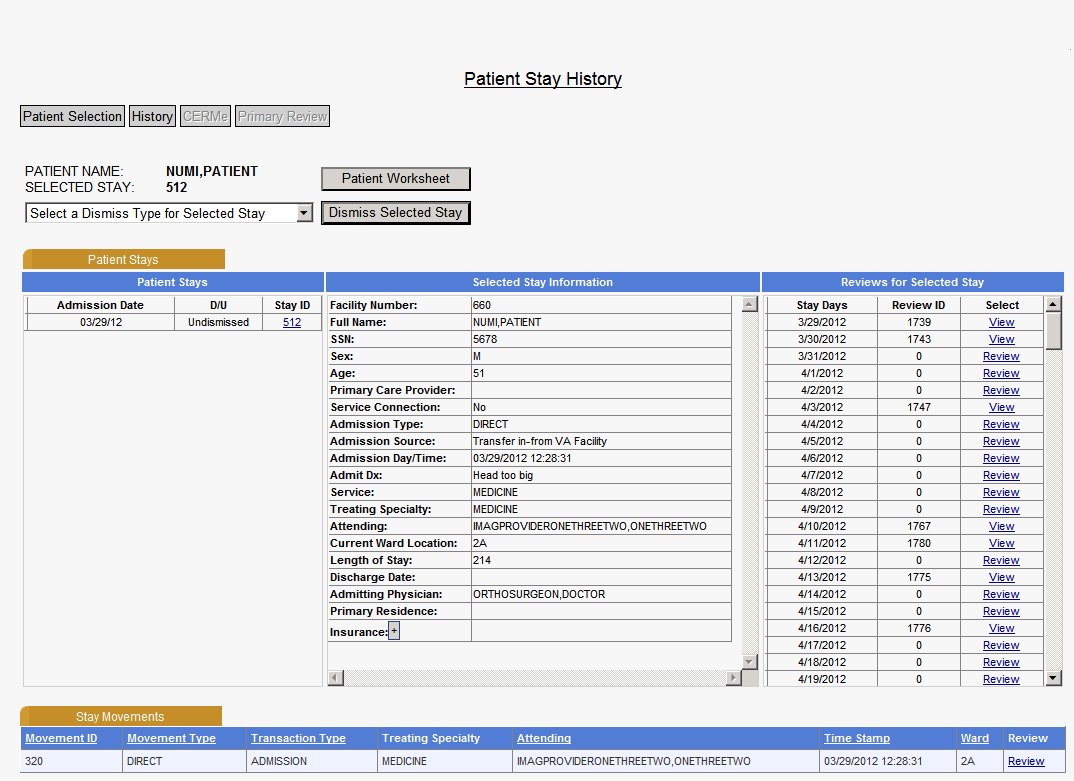 Patient Stay History
Patient Selection History CERMe Primary Review
PATIENT NAME: NUMI,PATIENT
SELECTED STAY: 512
Patient Worksheet
Select a Dismiss Type for Selected Stay
Dismiss Selected Stay
Patient Stays
Patient Stays
Admission Date D/U Stay ID
03/29/12 Undismissed 512
Selected Stay Information
Facility Number: 660
Full Name: NUMI,PATIENT
SSN: 5678
Sex: M
Age: 51
Primary Care Provider:
Service Connection: No
Admission Type: DIRECT
Admission Source: Transfer in-from VA Facility
Admission Day/Time: 03/29/2012 12:28:31
Admit Dx: Head too big
Service: MEDICINE
Treating Specialty: MEDICINE
Attending: IMAGPROVIDERONETHREETWO,ONETHREETWO
Current Ward Location: 2A
Length of Stay: 214
Discharge Date:
Admitting Physician: ORTHOSURGEON,DOCTOR
Primary Residence:
Insurance: +
Reviews for Selected Stay
Stay Days Review ID Select
3/29/2012 1739 View
3/30/2012 1743 View
3/31/2012 0 Review
4/1/2012 0 Review
4/2/2012 0 Review
4/3/2012 1747 View
4/4/2012 0 Review
4/5/2012 0 Review
4/6/2012 0 Review
4/7/2012 0 Review
4/8/2012 0 Review
4/9/2012 0 Review
4/10/2012 1767 View
4/11/2012 1780 View
4/12/2012 0 Review
4/13/2012 1775 View
4/14/2012 0 Review
4/15/2012 0 Review
4/16/2012 1776 View
4/17/2012 0 Review
4/18/2012 0 Review
4/19/2012 0 Review
Stay Movements
Movement ID Movement Type Transaction Type Treating Specialty Attending Time Stamp Ward Review
320 DIRECT ADMISSION MEDICINE IMAGPROVIDERONETHREETWO,ONETHREETWO 03/29/2012 12:28:31 2A Review